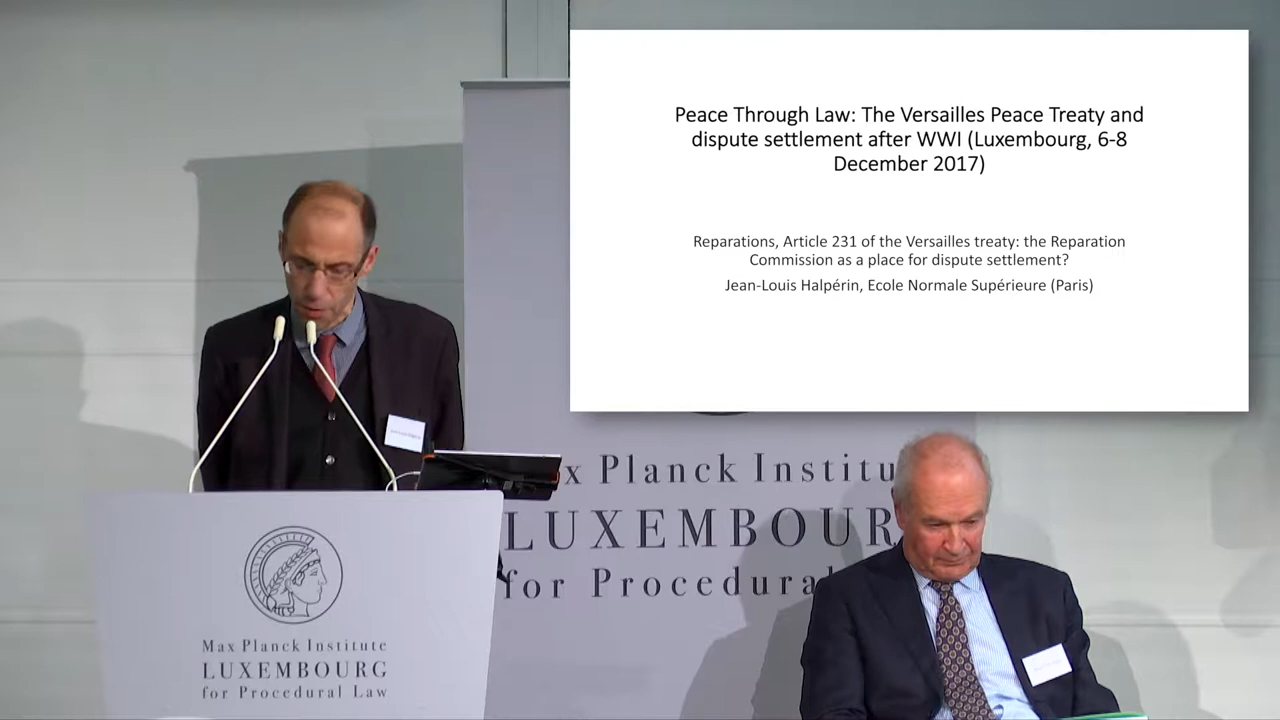 Peace Through Law: The Versailles Peace Treaty and
dispute settlement after WWI (Luxembourg, 6-8
December 2017)
Reparations, Article 231 of the Versailles treaty: the Reparation
Commission as a place for dispute settlement?
Jean-Louis Halpérin, Ecole Normale Supérieure (Paris)
x Planck Institu
LUXEMBOUR
for Procedural
Max Planck Institute
LUXEMBOURG
for Procedural Law